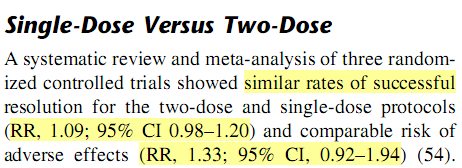 Single-Dose Versus Two-Dose
A systematic review and meta-analysis of three random-
ized controlled trials showed similar rates of successful
resolution for the two-dose and single-dose protocols
(RR, 1.09; 95% CI 0.98–1.20) and comparable risk of
adverse effects (RR, 1.33; 95% CI, 0.92–1.94) (54).